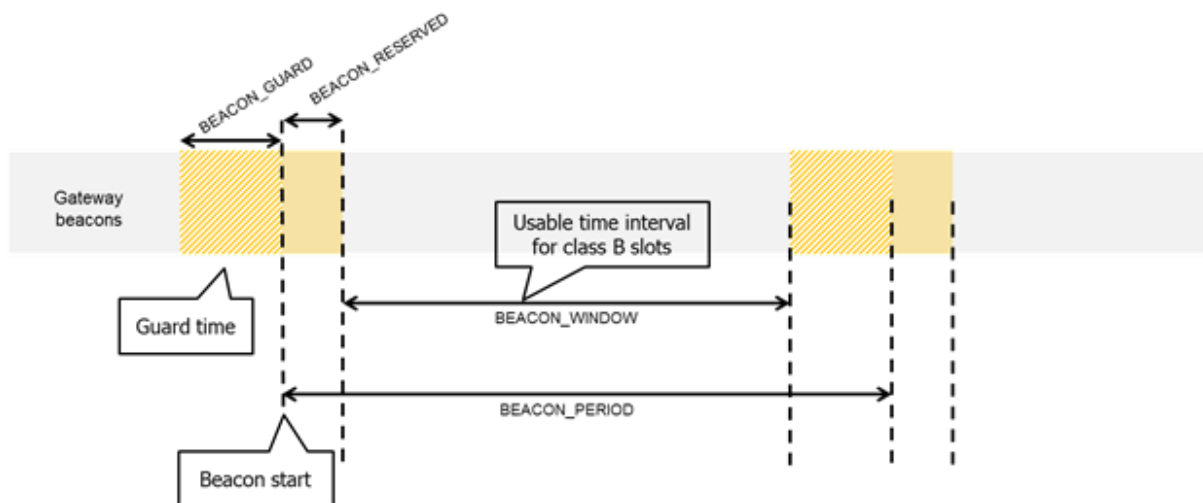 BEACON_GUARD
BEACON_RESERVED
Gateway
beacons
Usable time interval
for class B slots
Guard time
BEACON_WINDOW
BEACON_PERIOD
Beacon start